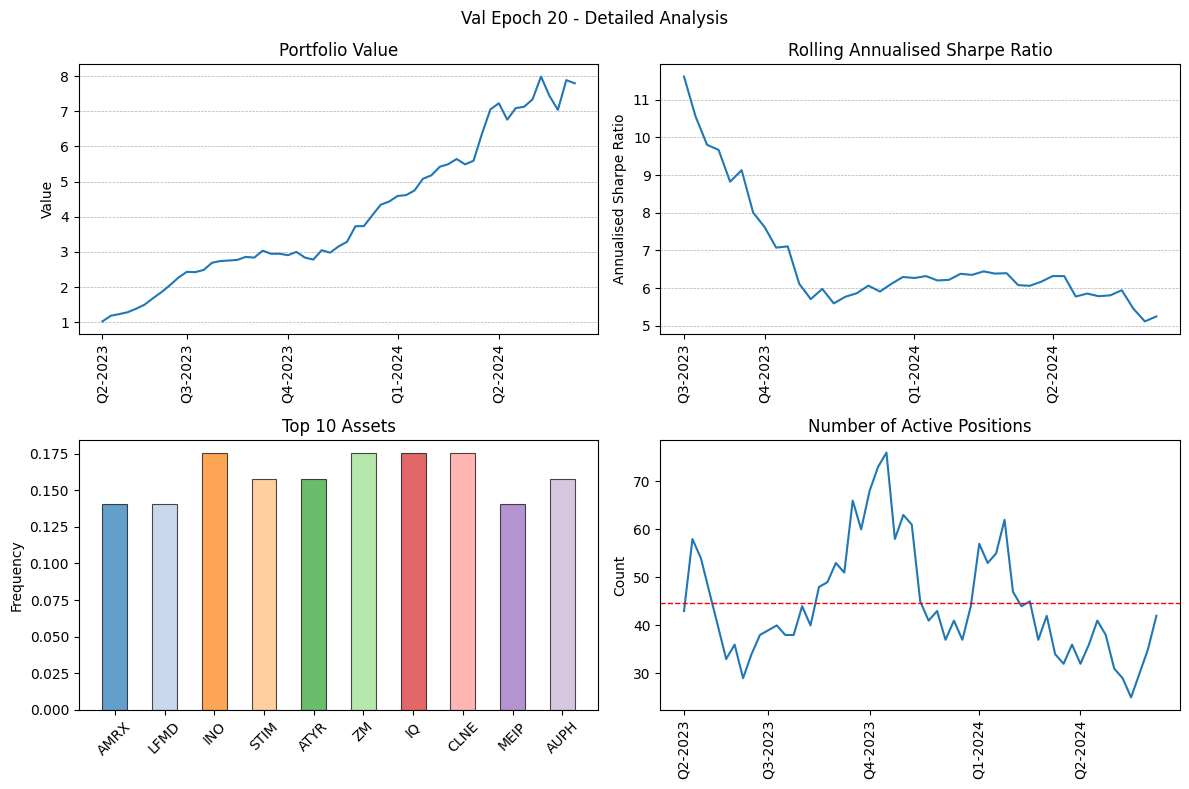 Val Epoch 20 - Detailed Analysis
Portfolio Value
Value
8
7
6
5
4
3
2
1
Q2-2023
Q3-2023
Q4-2023
Q1-2024
Q2-2024
Rolling Annualised Sharpe Ratio
Annualised Sharpe Ratio
11
10
9
8
7
6
5
Q3-2023
Q4-2023
Q1-2024
Q2-2024
Top 10 Assets
Frequency
0.175
0.150
0.125
0.100
0.075
0.050
0.025
0.000
AMRX
LFMD
INO
STIM
ATYR
ZM
IQ
CLNE
MEIP
AUPH
Number of Active Positions
Count
70
60
50
40
30
Q2-2023
Q3-2023
Q4-2023
Q1-2024
Q2-2024